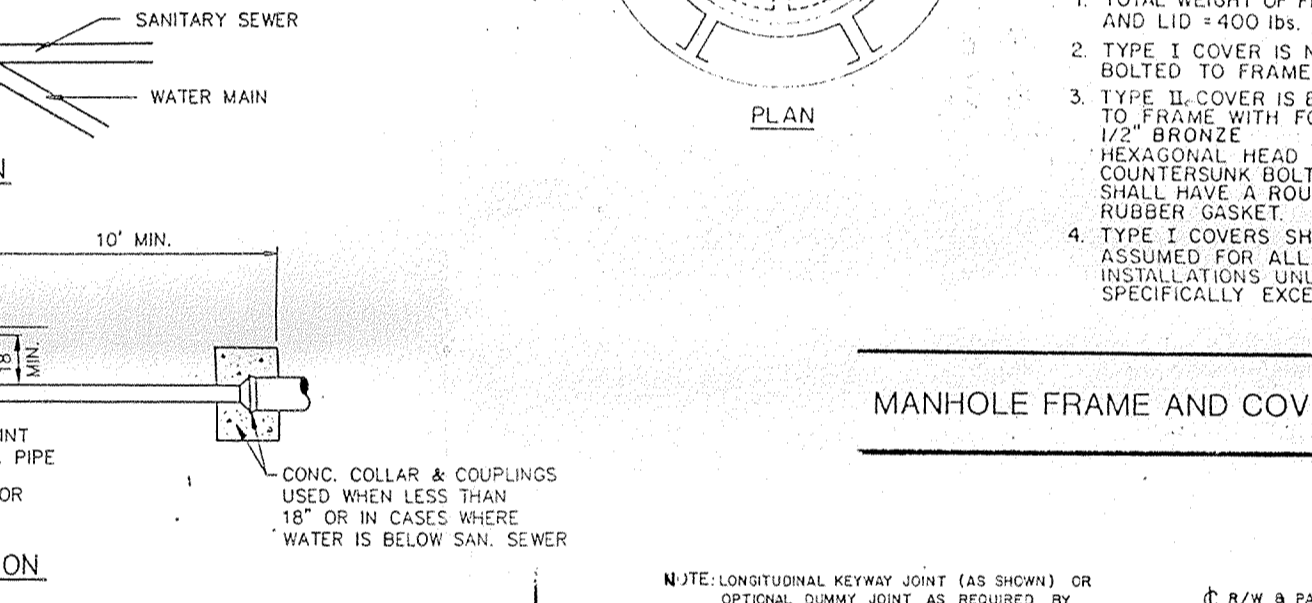 SANITARY SEWER
WATER MAIN
N
10' MIN.
18"
MIN.
INT
PIPE
OR
CONC. COLLAR & COUPLINGS
USED WHEN LESS THAN
18" OR IN CASES WHERE
WATER IS BELOW SAN. SEWER
ON
PLAN
1. TOTAL WEIGHT OF
AND LID = 400 lbs.
2. TYPE I COVER IS N
BOLTED TO FRAME
3. TYPE II COVER IS
TO FRAME WITH FO
1/2" BRONZE
HEXAGONAL HEAD
COUNTERSUNK BOLT
SHALL HAVE A ROU
RUBBER GASKET.
4. TYPE I COVERS SH
ASSUMED FOR ALL
INSTALLATIONS UNL
SPECIFICALLY EXCE
MANHOLE FRAME AND COV
NOTE: LONGITUDINAL KEYWAY JOINT (AS SHOWN) OR
OPTIONAL DUMMY JOINT AS REQUIRED BY
℄ R/W & PA